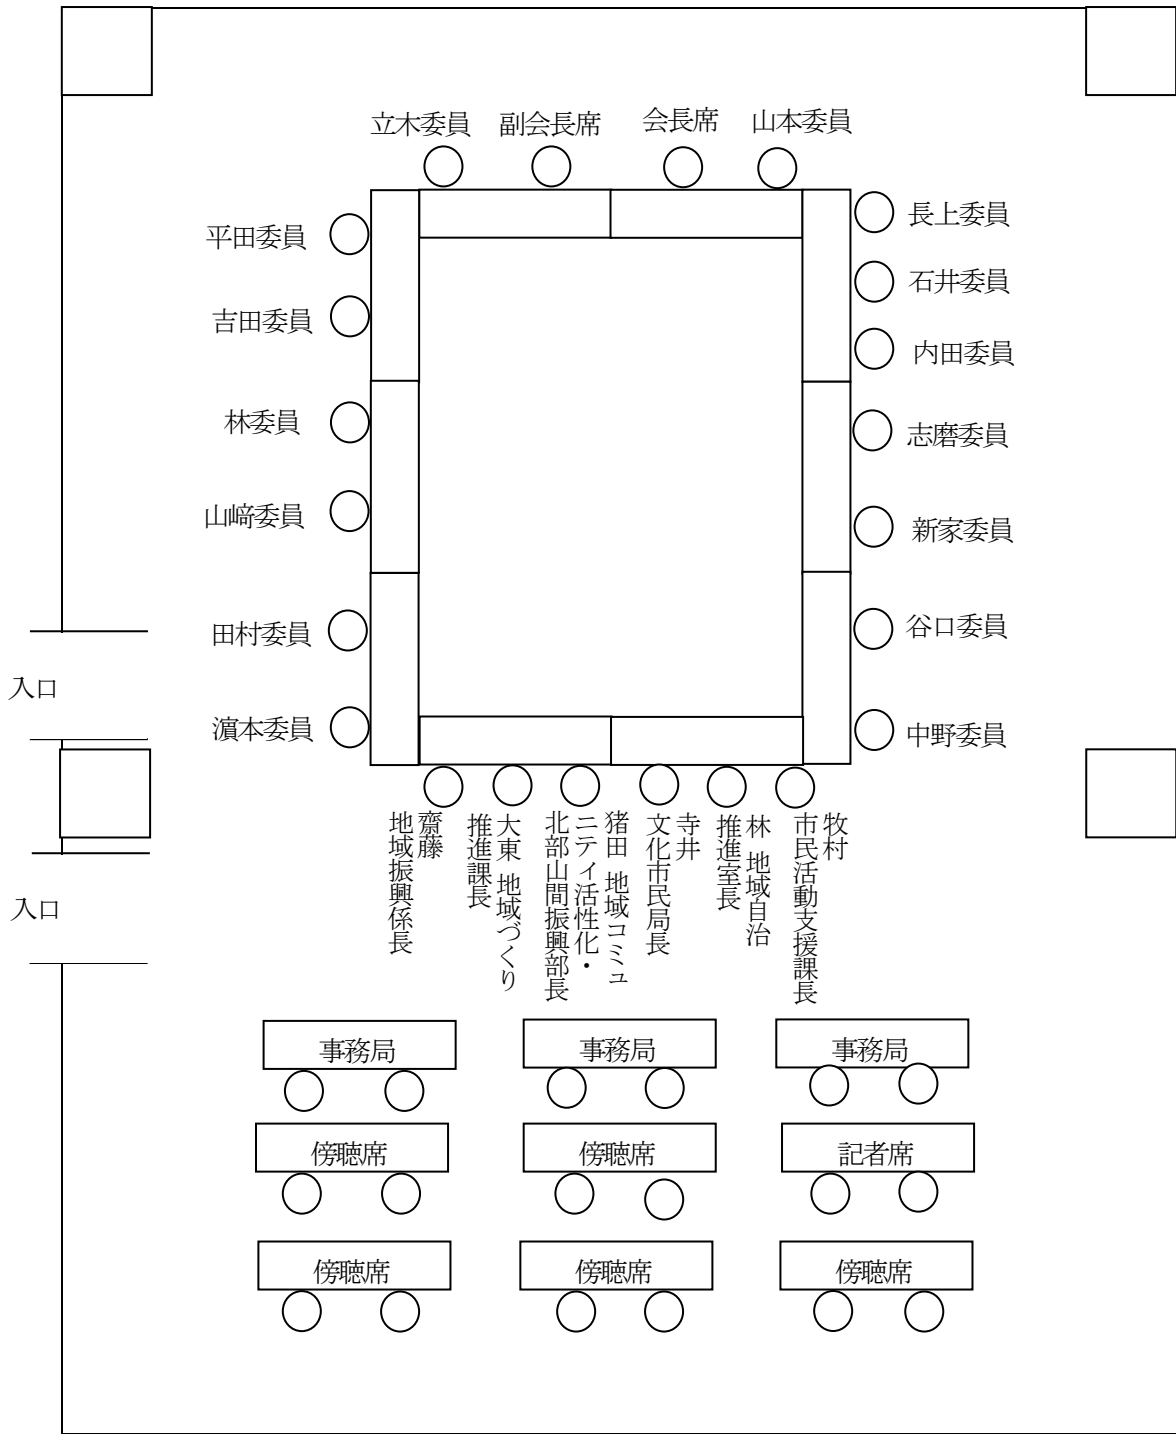 立木委員
副会長席
会長席
山本委員
平田委員
長上委員
吉田委員
石井委員
内田委員
林委員
志磨委員
山﨑委員
新家委員
田村委員
谷口委員
入口
濵本委員
中野委員
齋藤
地域振興係長
大東 地域づくり
推進課長
猪田 地域コミュ
ニティ活性化・
北部山間振興部長
寺井
文化市民局長
林 地域自治
推進室長
牧村
市民活動支援課長
入口
事務局
事務局
事務局
傍聴席
傍聴席
記者席
傍聴席
傍聴席
傍聴席